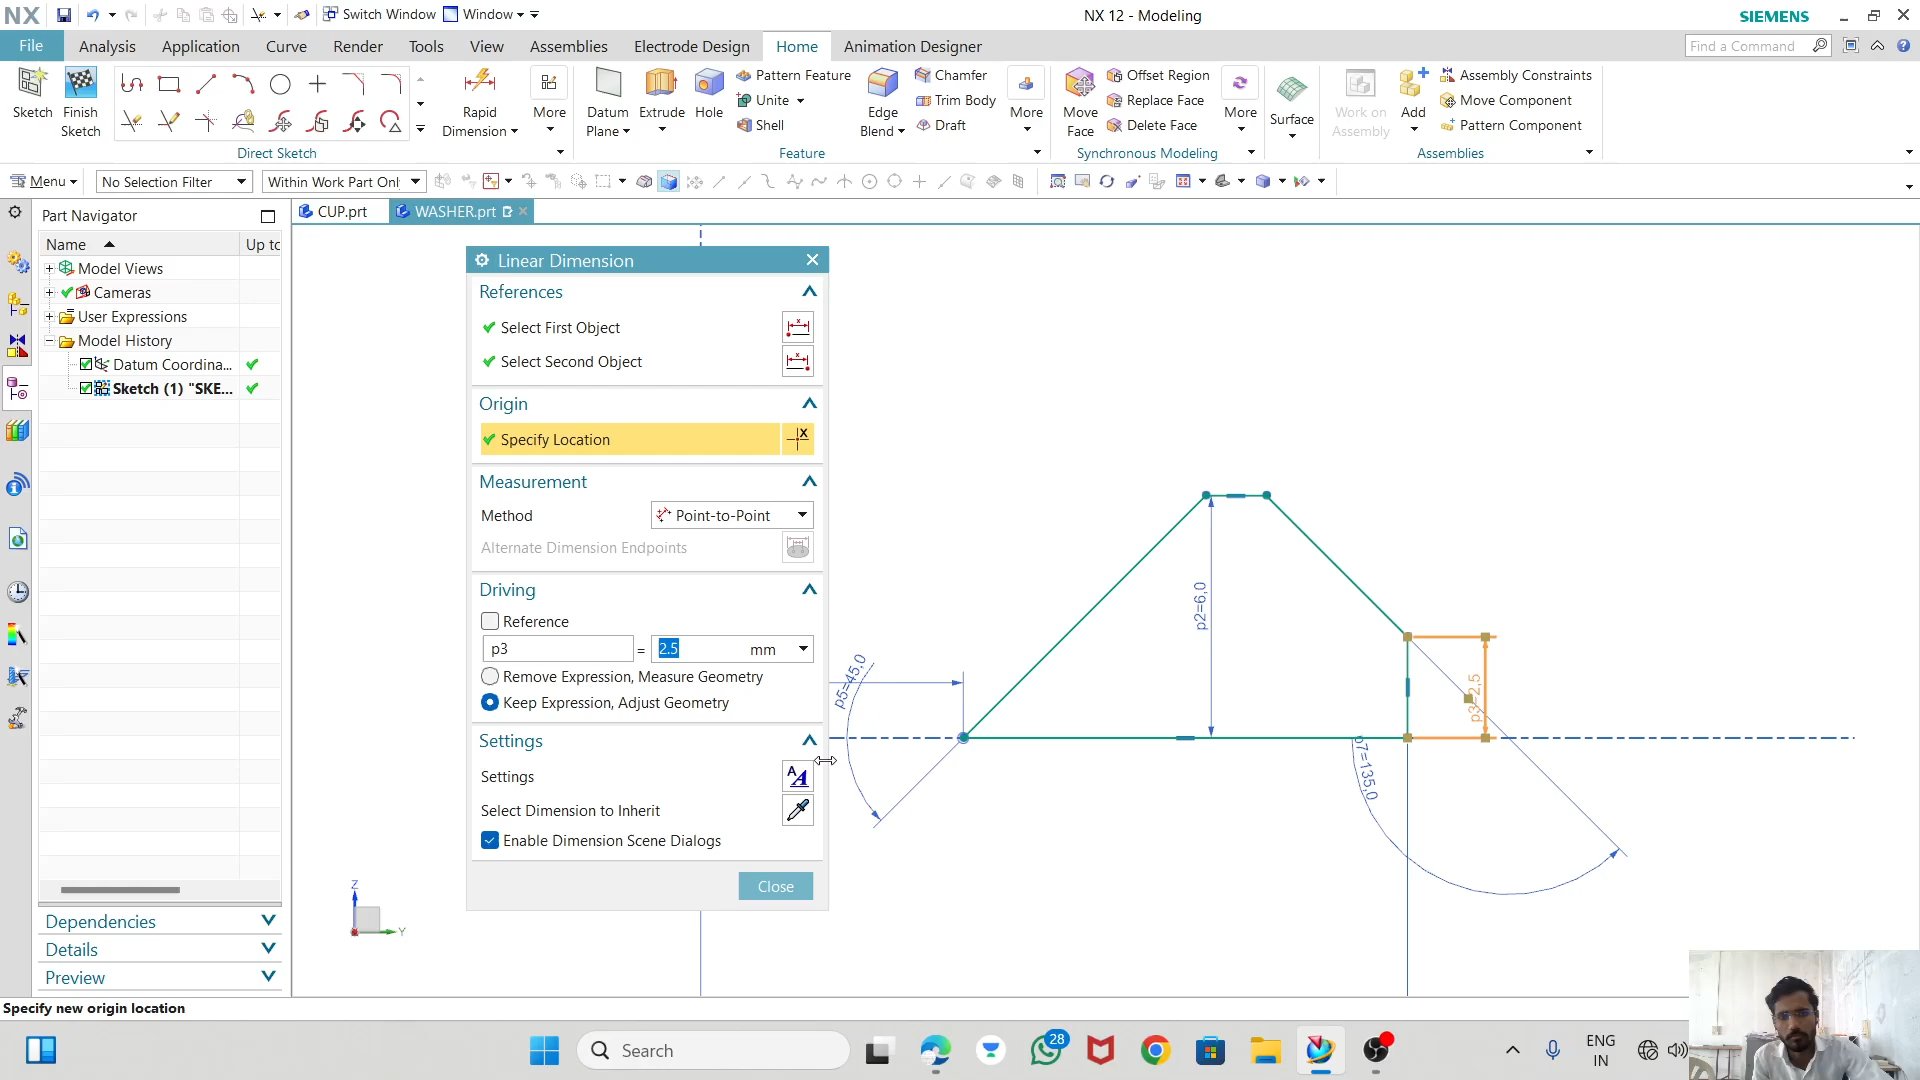 NX
Switch Window
Window
NX 12 - Modeling
SIEMENS
File
Analysis
Application
Curve
Render
Tools
View
Assemblies
Electrode Design
Home
Animation Designer
Find a Command
Sketch
Finish
Sketch
Rapid
Dimension
More
Direct Sketch
Datum
Plane
Extrude
Hole
Pattern Feature
Unite
Shell
Edge
Blend
Chamfer
Trim Body
Draft
More
Feature
Move
Face
Offset Region
Replace Face
Delete Face
More
Synchronous Modeling
Surface
Work on
Assembly
Add
Assembly Constraints
Move Component
Pattern Component
Assemblies
Menu
No Selection Filter
Within Work Part Onl
Part Navigator
CUP.prt
WASHER.prt
Name
Up to
Model Views
Cameras
User Expressions
Model History
Datum Coordina...
Sketch (1) "SKE...
Dependencies
Details
Preview
Linear Dimension
References
Select First Object
Select Second Object
Origin
Specify Location
Measurement
Method
Point-to-Point
Alternate Dimension Endpoints
Driving
Reference
p3
=
2.5
mm
Remove Expression, Measure Geometry
Keep Expression, Adjust Geometry
Settings
Settings
Select Dimension to Inherit
Enable Dimension Scene Dialogs
Close
p5=45,0
p2=6,0
p3=2,5
p7=135,0
Z
Y
Specify new origin location
Search
28
ENG
IN